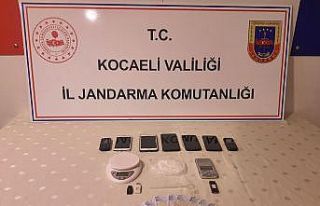 T.C.
KOCAELİ VALİLİĞİ
İL JANDARMA KOMUTANLIĞI